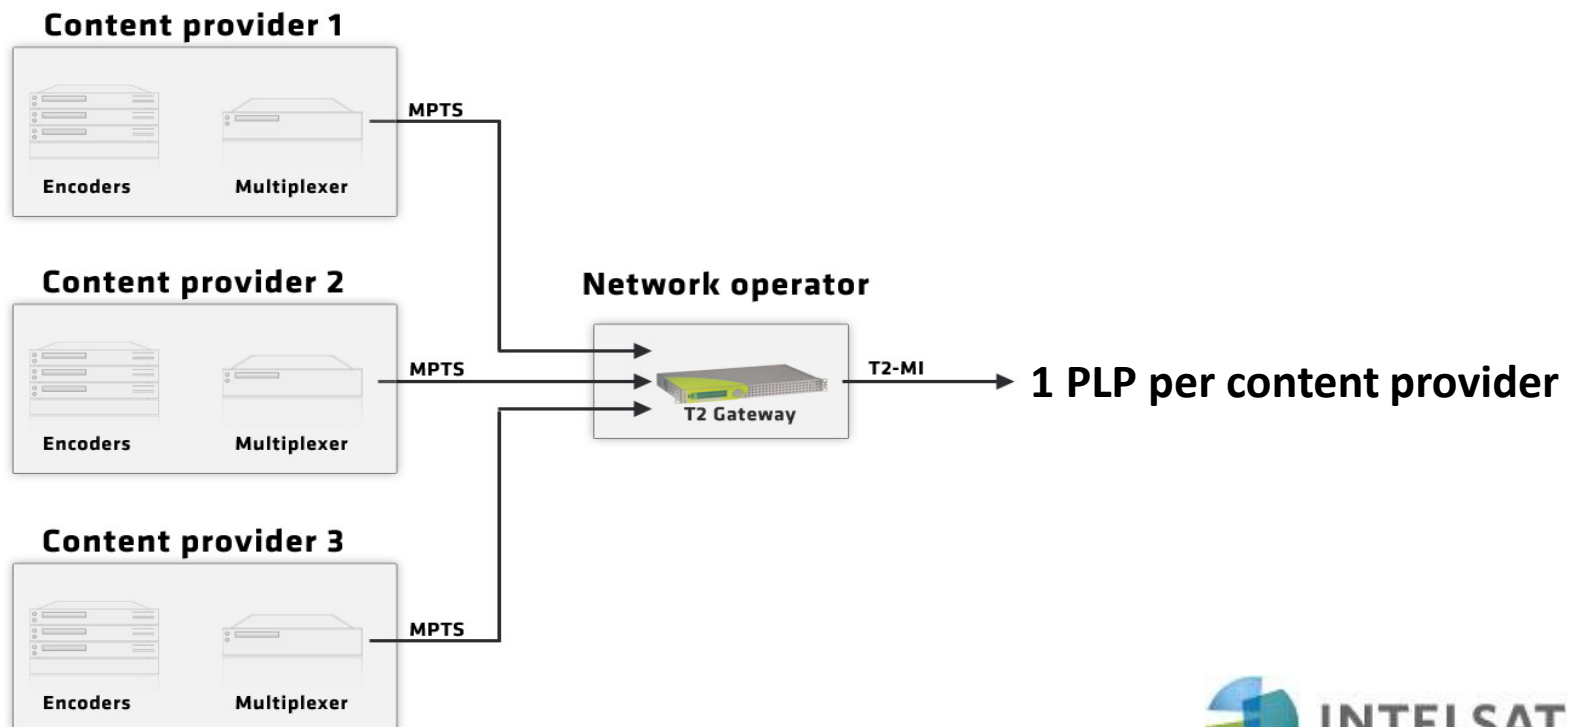 Content provider 1
MPTS
Encoders
Multiplexer
Content provider 2
MPTS
Encoders
Multiplexer
Network operator
T2 Gateway
T2-MI
1 PLP per content provider
Content provider 3
MPTS
Encoders
Multiplexer
INTELSAT